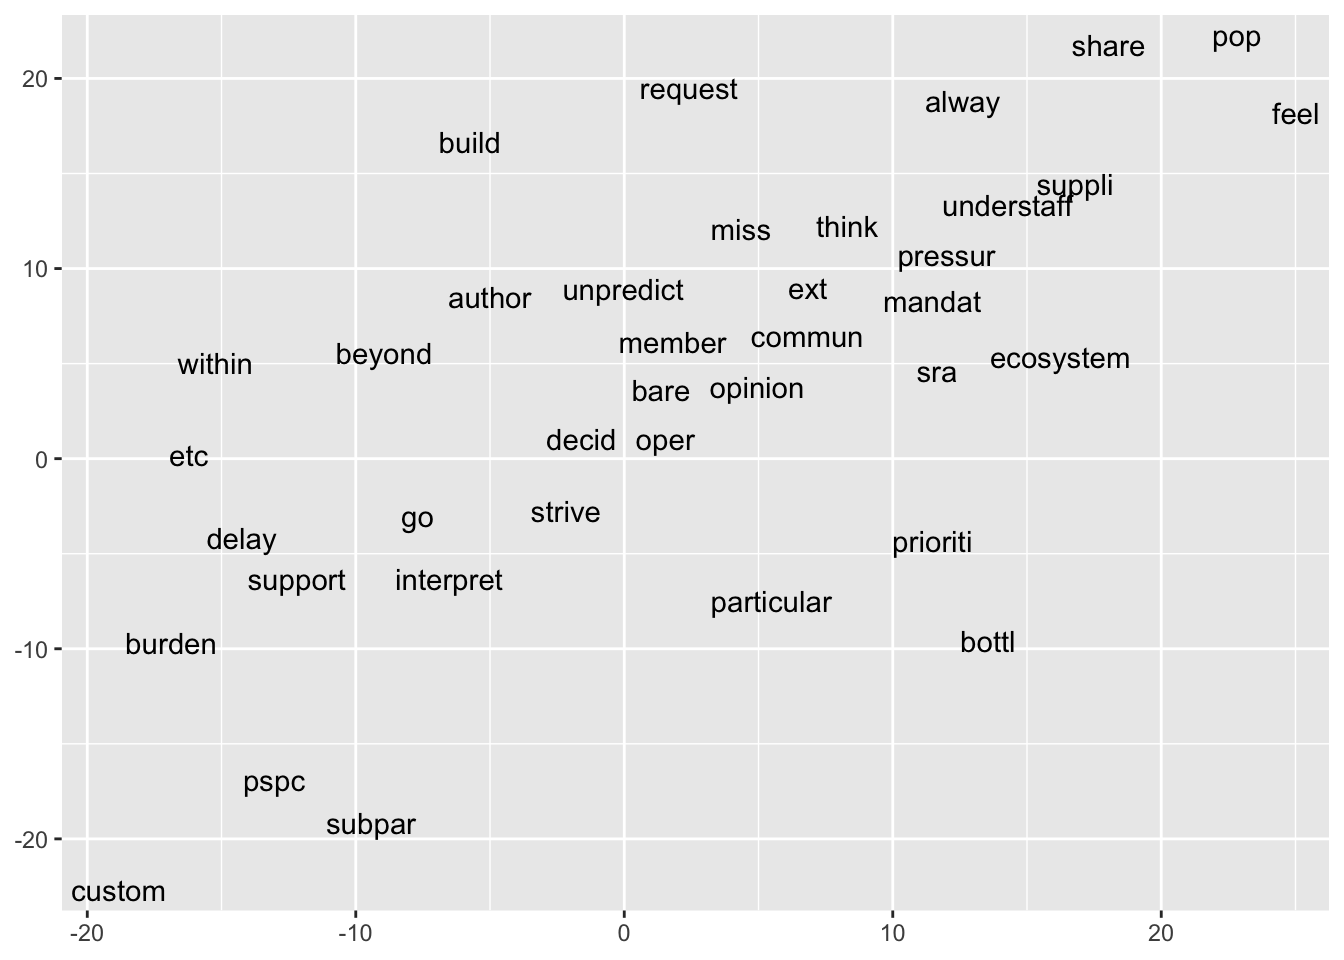 pop
share
20
request
alway
feel
build
suppli
understaff
miss
think
pressur
10
author
unpredict
ext
mandat
member
commun
within
beyond
ecosystem
sra
bare
opinion
decid
oper
0
etc
go
strive
delay
prioriti
support
interpret
particular
burden
bottl
-10
pspc
subpar
-20
custom
-20 -10 0 10 20